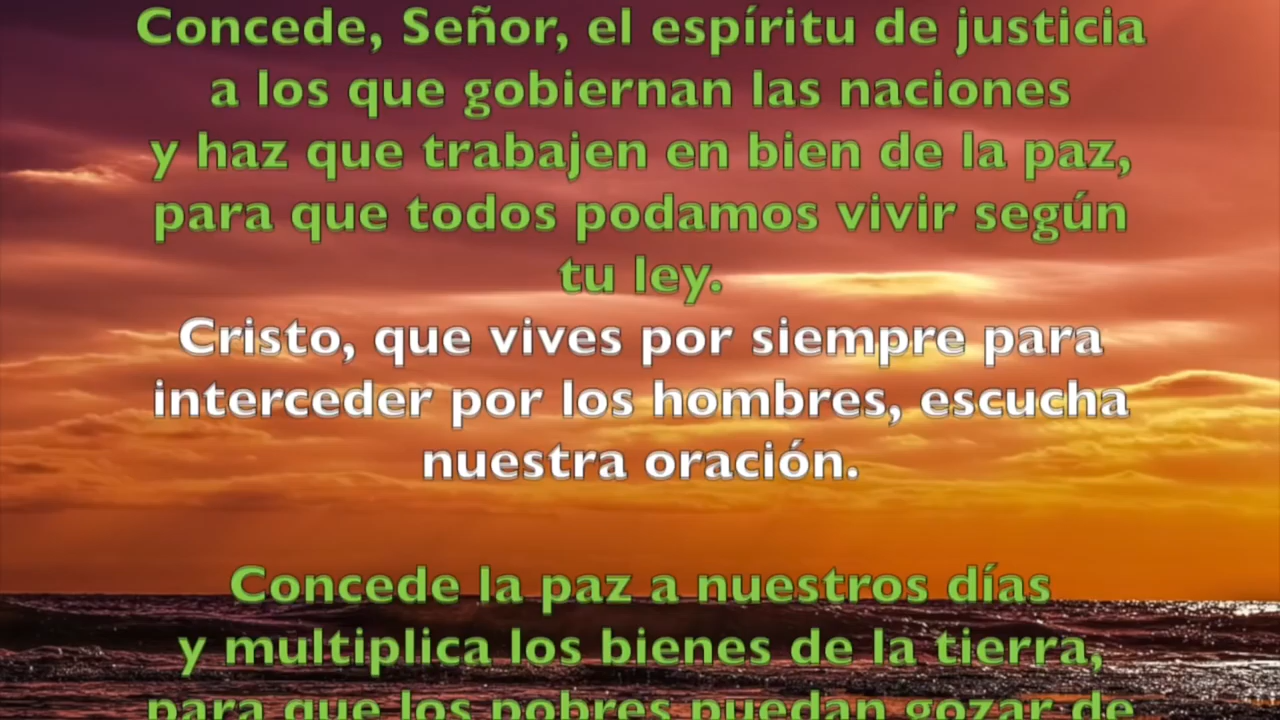 Concede, Señor, el espíritu de justicia
a los que gobiernan las naciones
y haz que trabajen en bien de la paz,
para que todos podamos vivir según
tu ley.
Cristo, que vives por siempre para
interceder por los hombres, escucha
nuestra oración.
Concede la paz a nuestros días
y multiplica los bienes de la tierra,
para que los pobres puedan gozar de